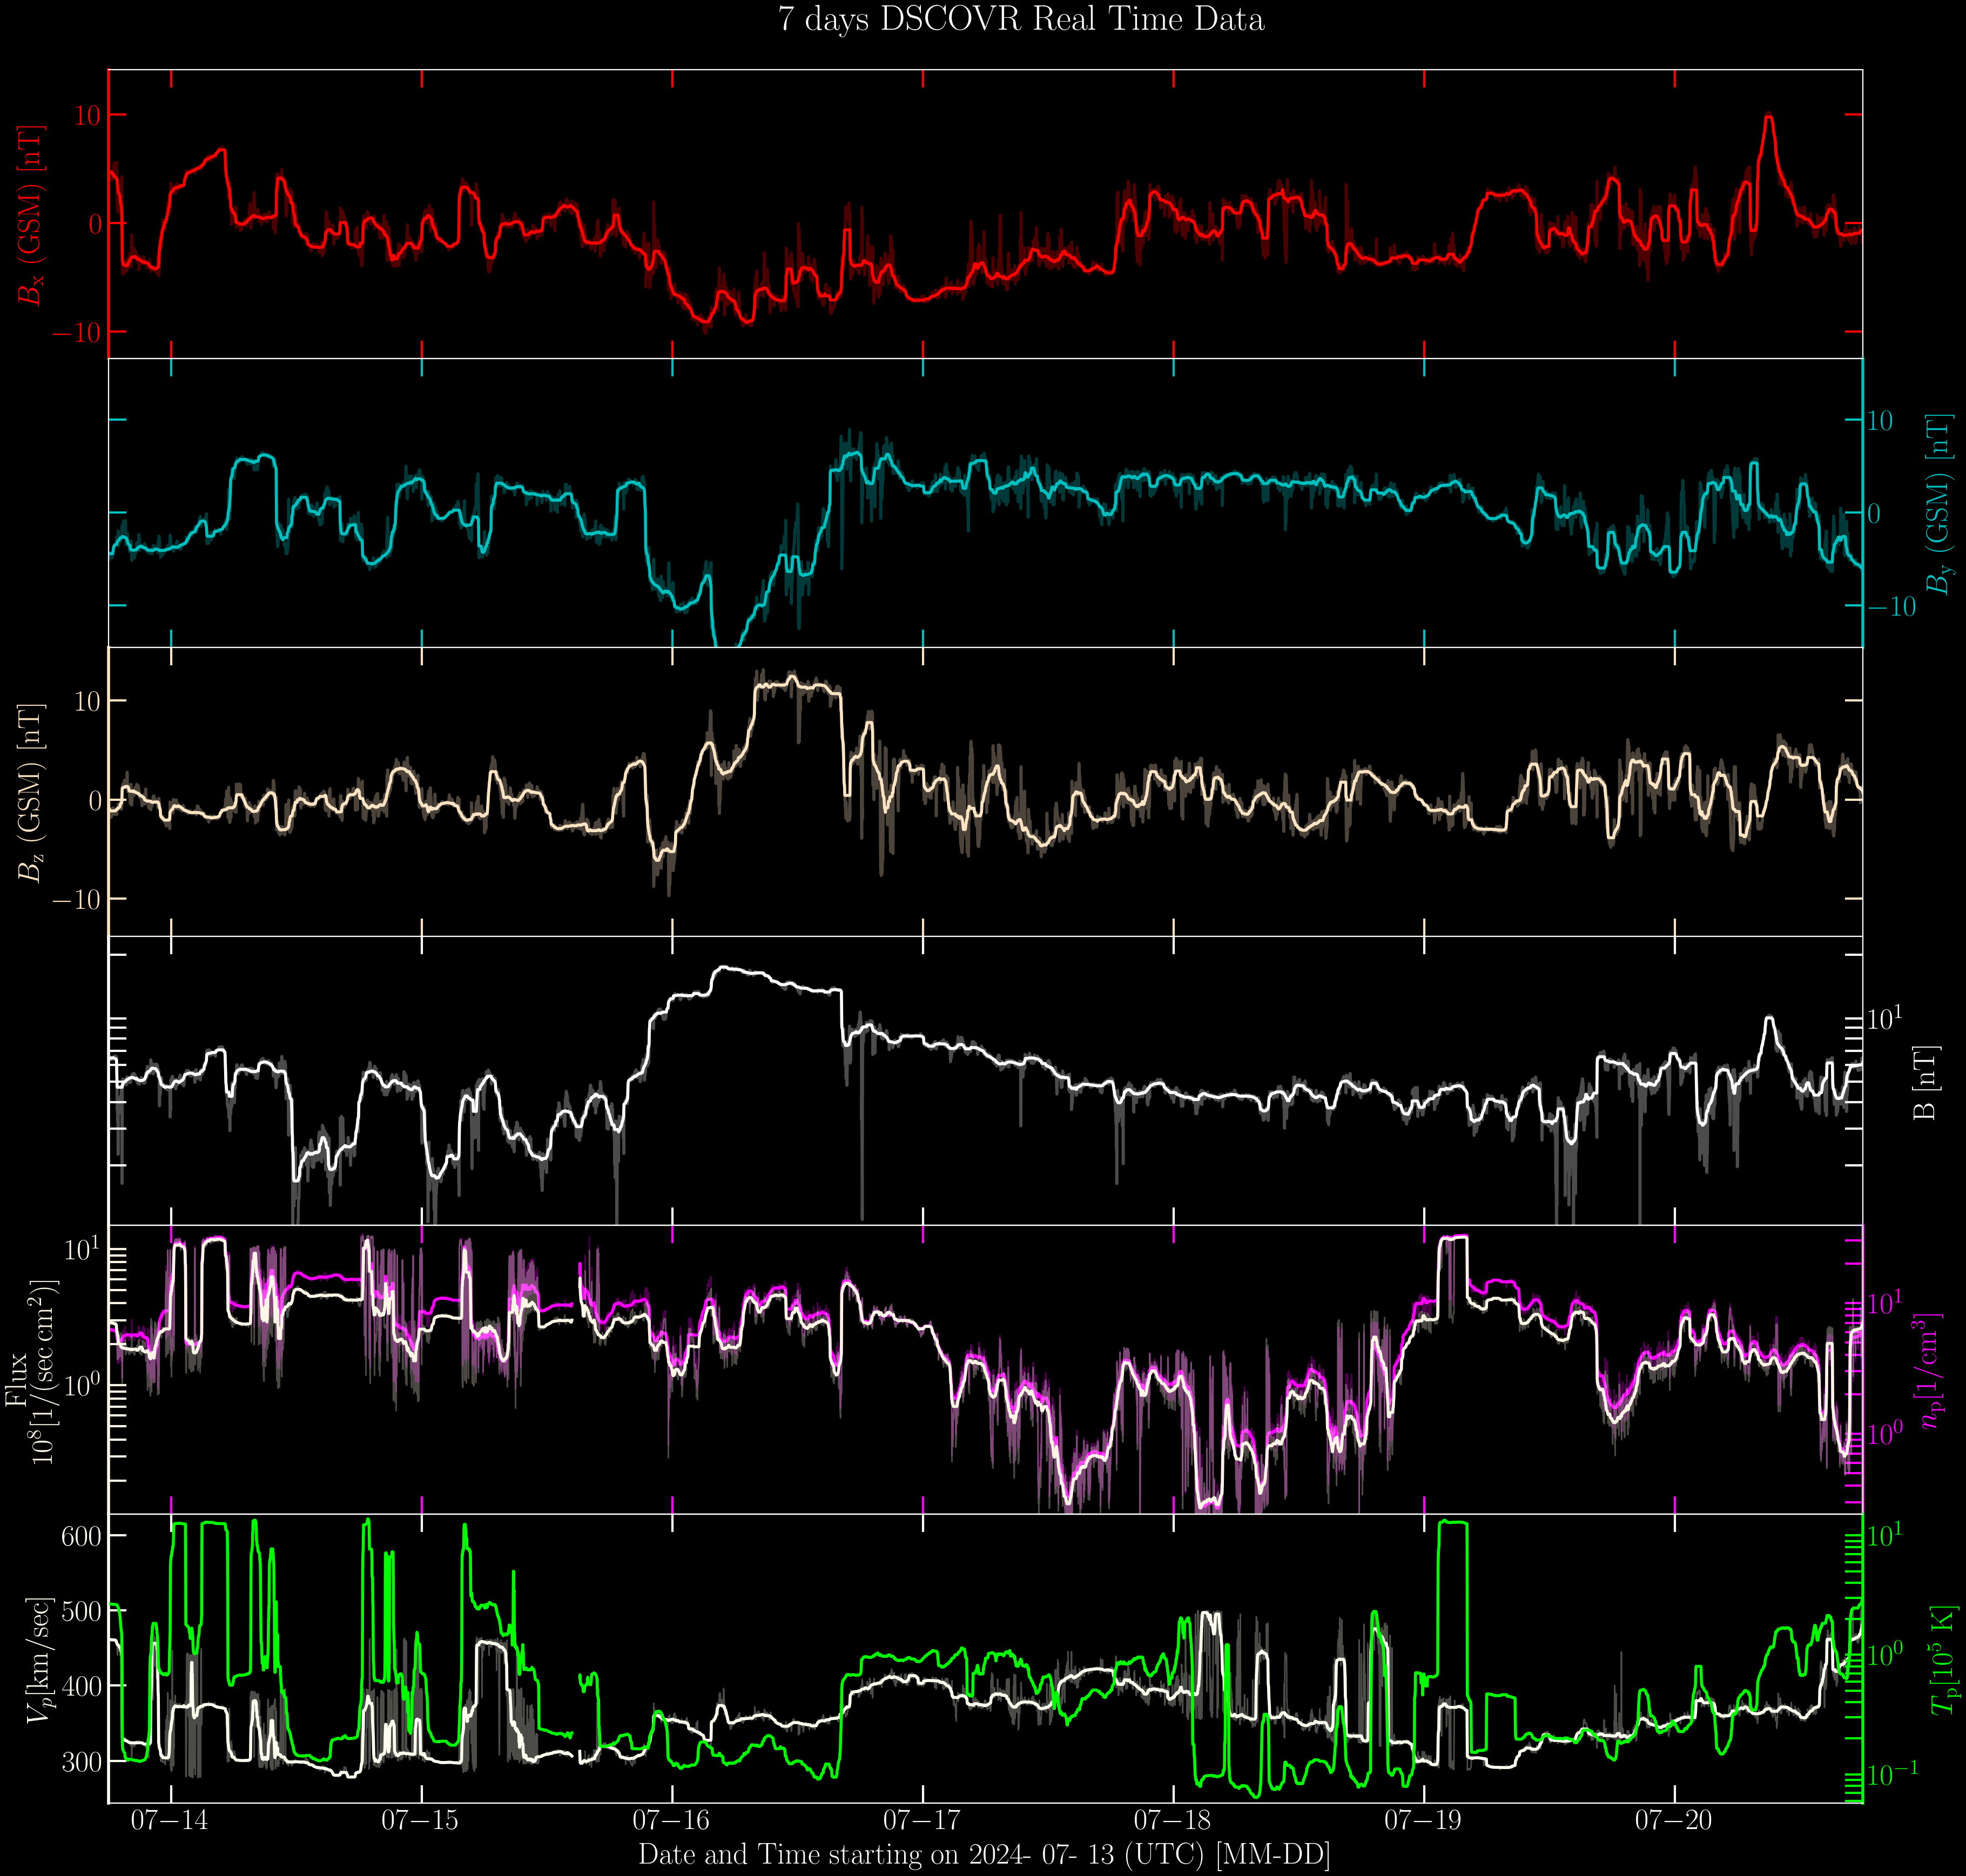 7 days DSCOVR Real Time Data
10
0
−10
Bx (GSM) [nT]
10
0
−10
By (GSM) [nT]
10
0
−10
Bz (GSM) [nT]
10¹
B [nT]
10¹
10⁰
Flux
10⁸[1/(sec cm²)]
10¹
10⁰
np[1/cm³]
600
500
400
300
Vp[km/sec]
10¹
10⁰
10−¹
Tp[10⁵ K]
07−14 07−15 07−16 07−17 07−18 07−19 07−20
Date and Time starting on 2024- 07- 13 (UTC) [MM-DD]